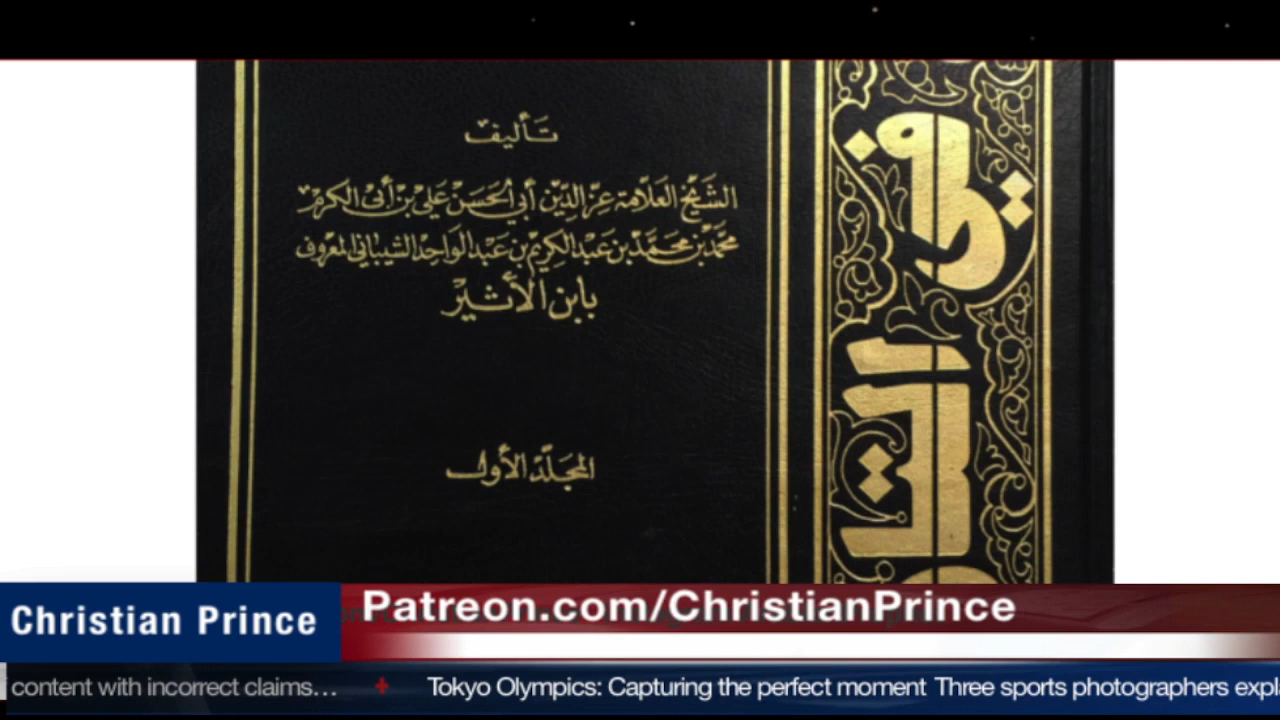 تأليف
الشيخ العلامة عز الدين أبي الحسن علي بن أبي الكرم
محمد بن محمد بن عبد الكريم بن عبد الواحد الشيباني المعروف
بابن الأثير
المجلد الأول
Christian Prince
Patreon.com/ChristianPrince
content with incorrect claims… + Tokyo Olympics: Capturing the perfect moment Three sports photographers expl